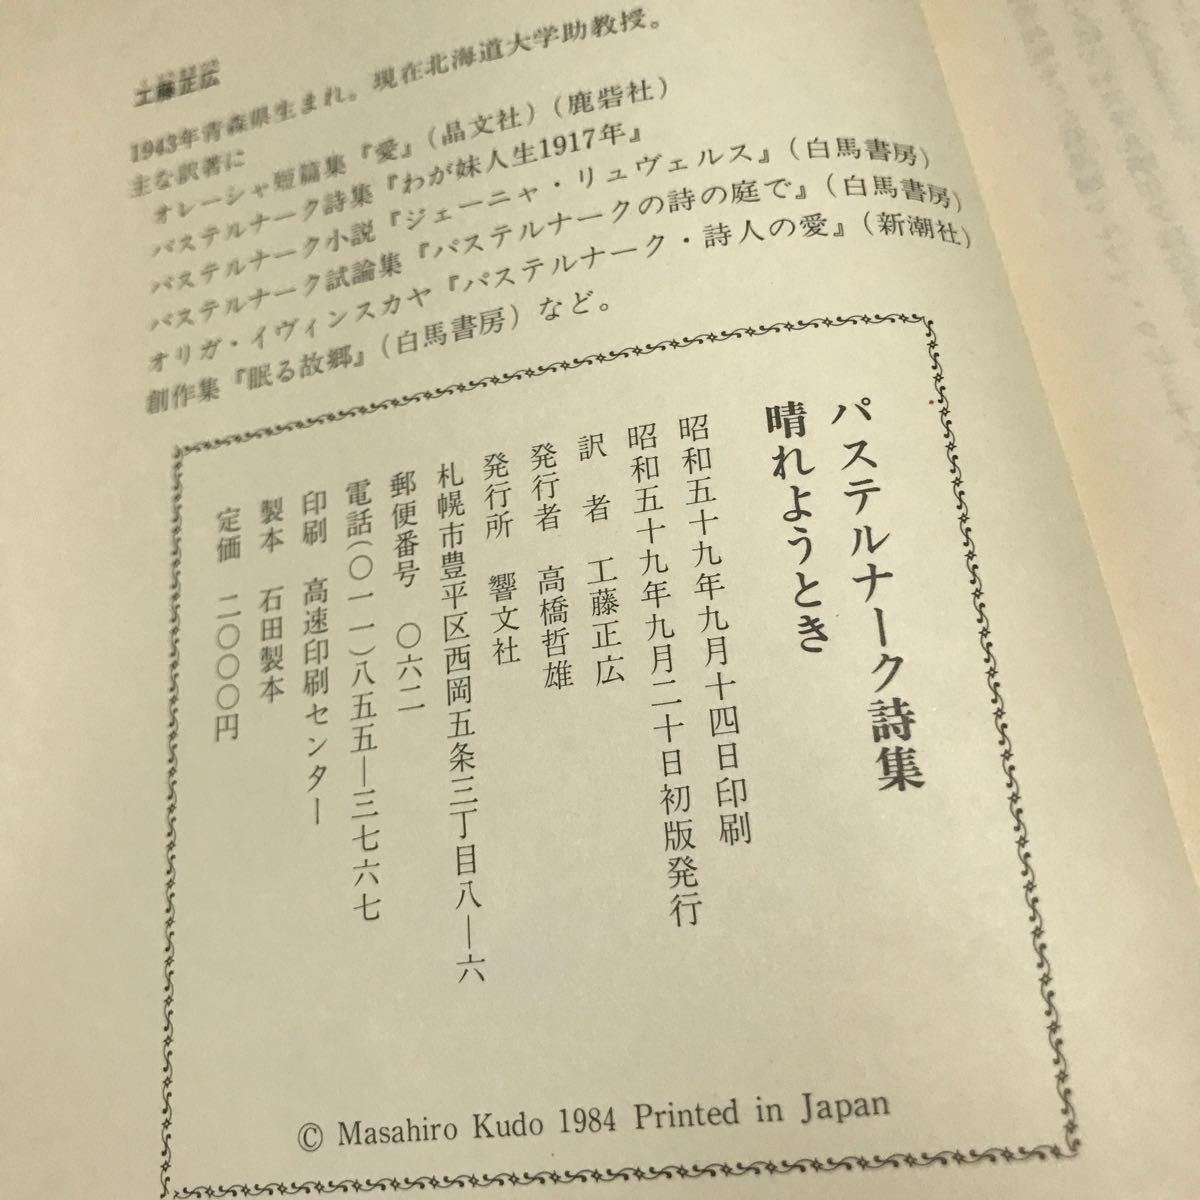 工藤正広
1943年青森県生まれ。現在北海道大学助教授。
主な訳著に
オレーシャ短篇集『愛』(晶文社)
パステルナーク詩集『わが妹人生1917年』(鹿砦社)
パステルナーク小説『ジェーニャ・リュヴェルス』(白馬書房)
パステルナーク試論集『パステルナークの詩の庭で』(白馬書房)
オリガ・イヴィンスカヤ『パステルナーク・詩人の愛』(新潮社)
創作集『眠る故郷』(白馬書房)など。
パステルナーク詩集
晴れようとき
昭和五十九年九月十四日印刷
昭和五十九年九月二十日初版発行
訳者 工藤正広
発行者 高橋哲雄
発行所 響文社
札幌市豊平区西岡五条三丁目八―六
郵便番号 〇六二
電話(〇一一)八五五―三七六七
印刷 高速印刷センター
製本 石田製本
定価 二〇〇〇円
© Masahiro Kudo 1984 Printed in Japan